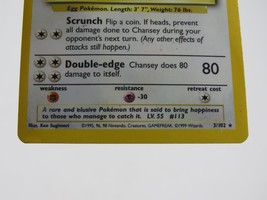 Egg Pokémon. Length: 3' 7", Weight: 76 lbs.
Scrunch Flip a coin. If heads, prevent
all damage done to Chansey during your
opponent's next turn. (Any other effects of
attacks still happen.)
Double-edge Chansey does 80
damage to itself. 80
weakness resistance retreat cost
-30
A rare and elusive Pokémon that is said to bring happiness
to those who manage to catch it. LV. 55 #113
Illus. Ken Sugimori ©1995, 96, 98 Nintendo, Creatures, GAMEFREAK. ©1999 Wizards. 3/102 ★